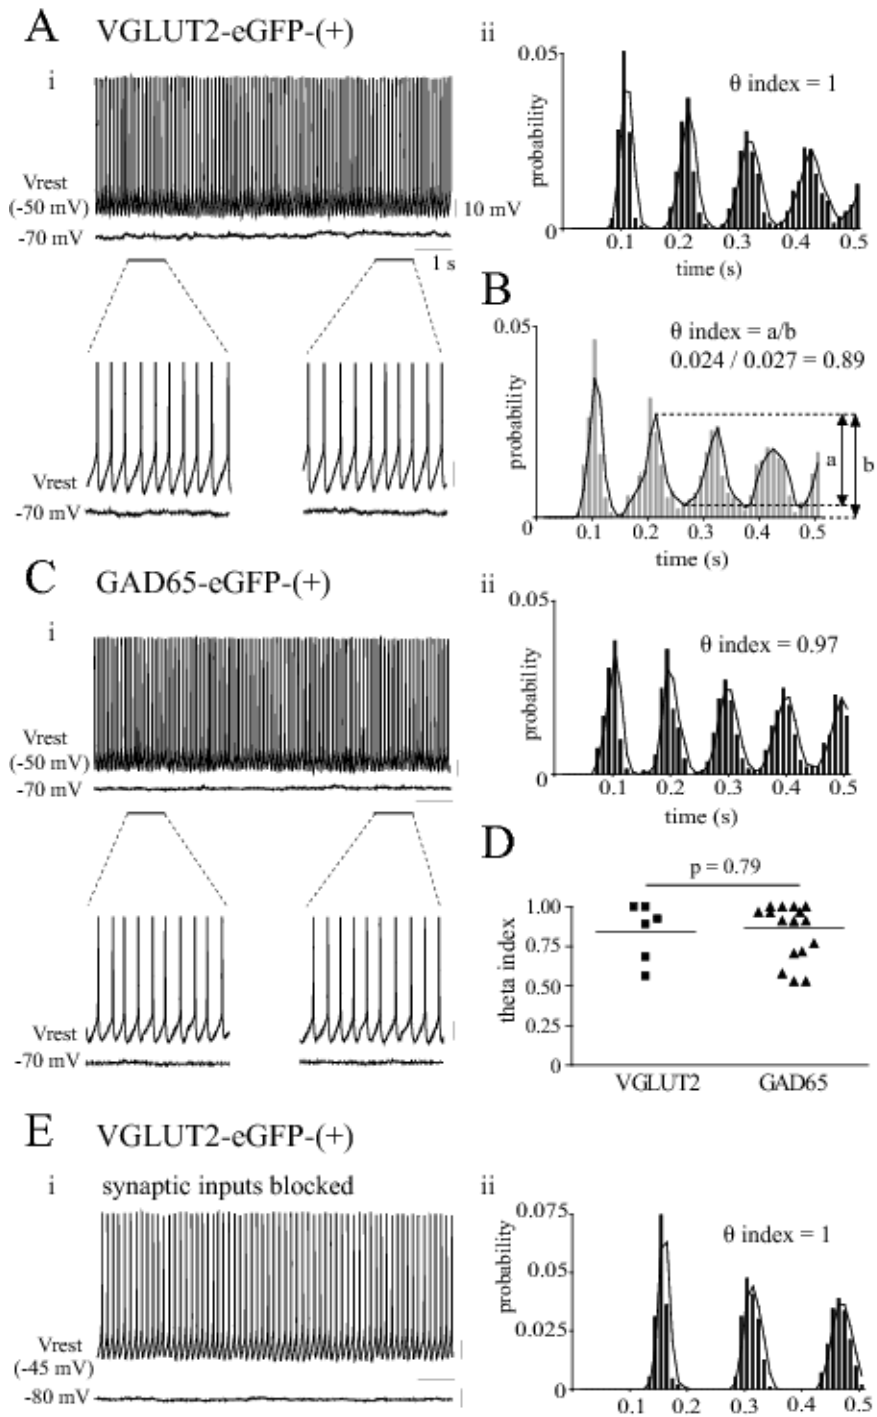 A VGLUT2-eGFP-(+)
i
Vrest
(-50 mV)
-70 mV
10 mV
1 s
Vrest
-70 mV
ii
0.05
probability
0
θ index = 1
0.1 0.2 0.3 0.4 0.5
time (s)
B
0.05
probability
0
θ index = a/b
0.024 / 0.027 = 0.89
a
b
0.1 0.2 0.3 0.4 0.5
time (s)
C GAD65-eGFP-(+)
i
Vrest
(-50 mV)
-70 mV
Vrest
-70 mV
ii
0.05
probability
0
θ index = 0.97
0.1 0.2 0.3 0.4 0.5
time (s)
D
p = 0.79
theta index
1.00
0.75
0.50
0.25
0
VGLUT2 GAD65
E VGLUT2-eGFP-(+)
i synaptic inputs blocked
Vrest
(-45 mV)
-80 mV
ii
0.075
0.05
0.025
0
probability
θ index = 1
0.1 0.2 0.3 0.4 0.5